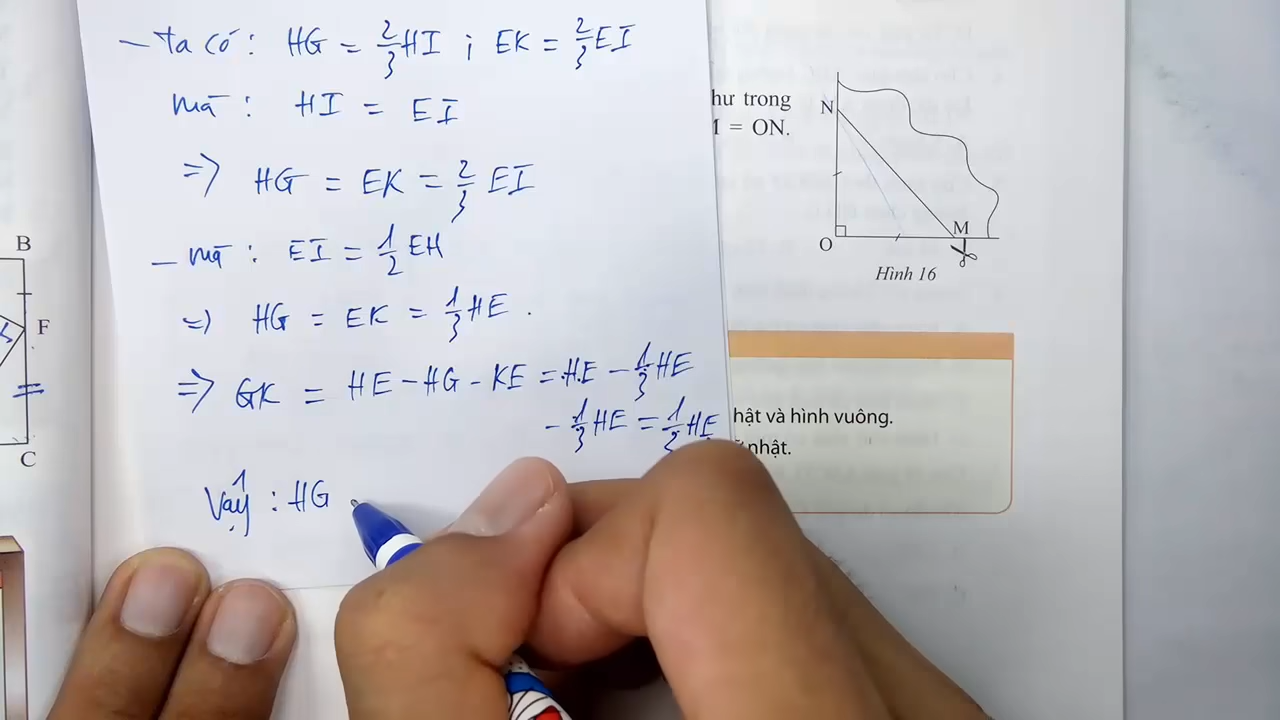 – Ta có: HG = 2/3 HI ; EK = 2/3 EI
mà : HI = EI
=> HG = EK = 2/3 EI
– mà : EI = 1/2 EH
=> HG = EK = 1/3 HE .
=> GK = HE – HG – KE = HE – 1/3 HE
– 1/3 HE = 1/3 HE
Vậy : HG
B
F
C
hư trong
= ON.
N
O
M
Hình 16
hật và hình vuông.
nhật.